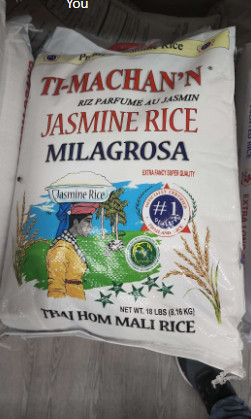 You
Rice
TI-MACHAN'N
RIZ PARFUME AU JASMIN
JASMINE RICE
MILAGROSA
EXTRA FANCY SUPER QUALITY
Jasmine Rice
#1
NET WT. 18 LBS (8.16 KG)
THAI HOM MALI RICE